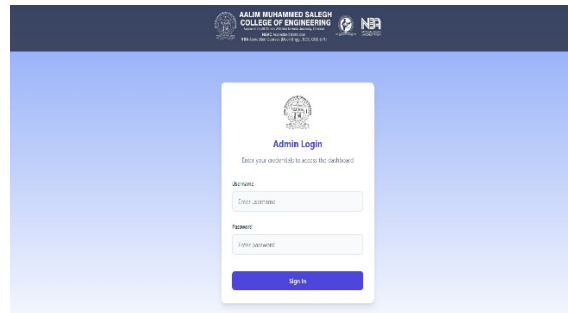 AALIM MUHAMMED SALEGH
COLLEGE OF ENGINEERING
NBA
Admin Login
Enter your credentials to access the dashboard
Username
Enter username
Password
Enter password
Sign In